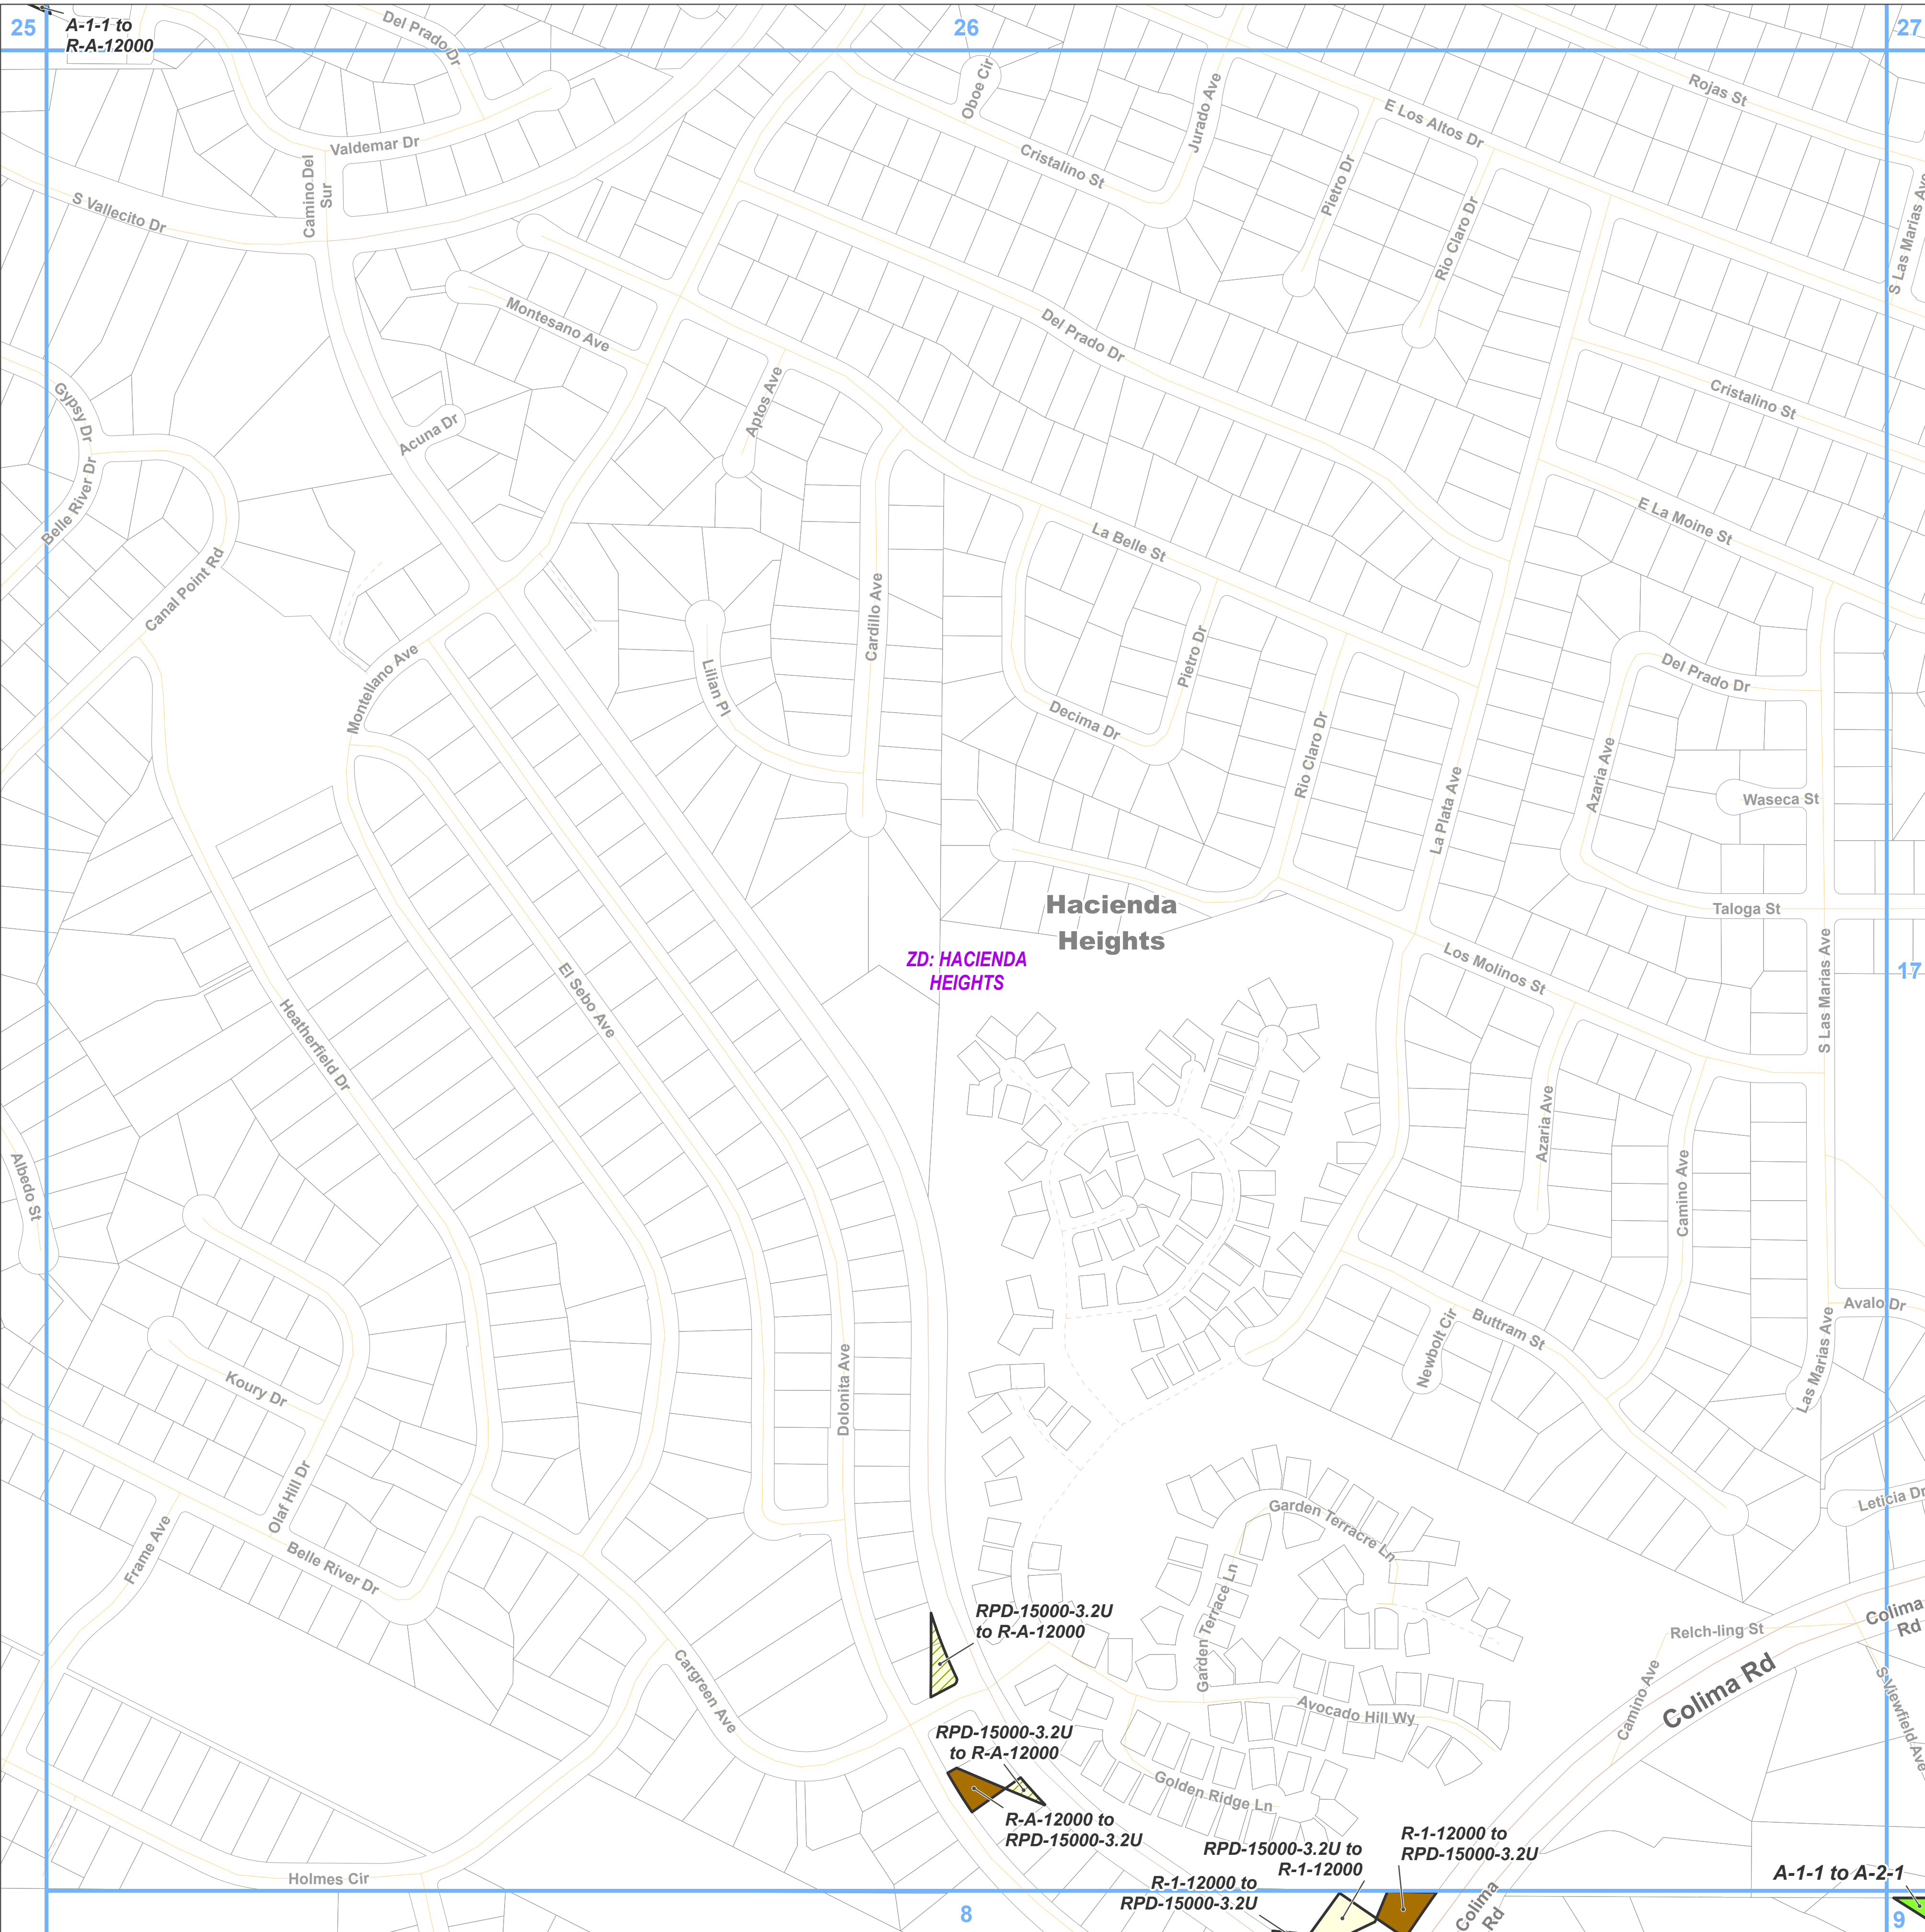 25
A-1-1 to
R-A-12000
Del Prado Dr
26
27
Oboe Cir
Jurado Ave
E Los Altos Dr
Rojas St
Valdemar Dr
Camino Del
Sur
S Vallecito Dr
Cristalino St
Pietro Dr
Rio Claro Dr
S Las Marias Ave
Montesano Ave
Del Prado Dr
Gypsy Dr
Acuna Dr
Aptos Ave
Cristalino St
Belle River Dr
Canal Point Rd
La Belle St
E La Moine St
Cardillo Ave
Montellano Ave
Lilian Pl
Pietro Dr
Decima Dr
Rio Claro Dr
Del Prado Dr
Azaria Ave
La Plata Ave
Waseca St
Hacienda
Heights
Taloga St
ZD: HACIENDA
HEIGHTS
Los Molinos St
17
S Las Marias Ave
El Sebo Ave
Heatherfield Dr
Azaria Ave
Albedo St
Camino Ave
Avalo Dr
Newbolt Cir
Buttram St
Las Marias Ave
Koury Dr
Dolonita Ave
Olaf Hill Dr
Frame Ave
Belle River Dr
Garden Terracre Ln
Leticia Dr
Garden Terrace Ln
RPD-15000-3.2U
to R-A-12000
Colima
Rd
Relch-ling St
Cargreen Ave
Colima Rd
Camino Ave
S Viewfield Ave
Avocado Hill Wy
RPD-15000-3.2U
to R-A-12000
Golden Ridge Ln
R-A-12000 to
RPD-15000-3.2U
R-1-12000 to
RPD-15000-3.2U
RPD-15000-3.2U to
R-1-12000
Holmes Cir
R-1-12000 to
RPD-15000-3.2U
A-1-1 to A-2-1
Colima
Rd
8
9